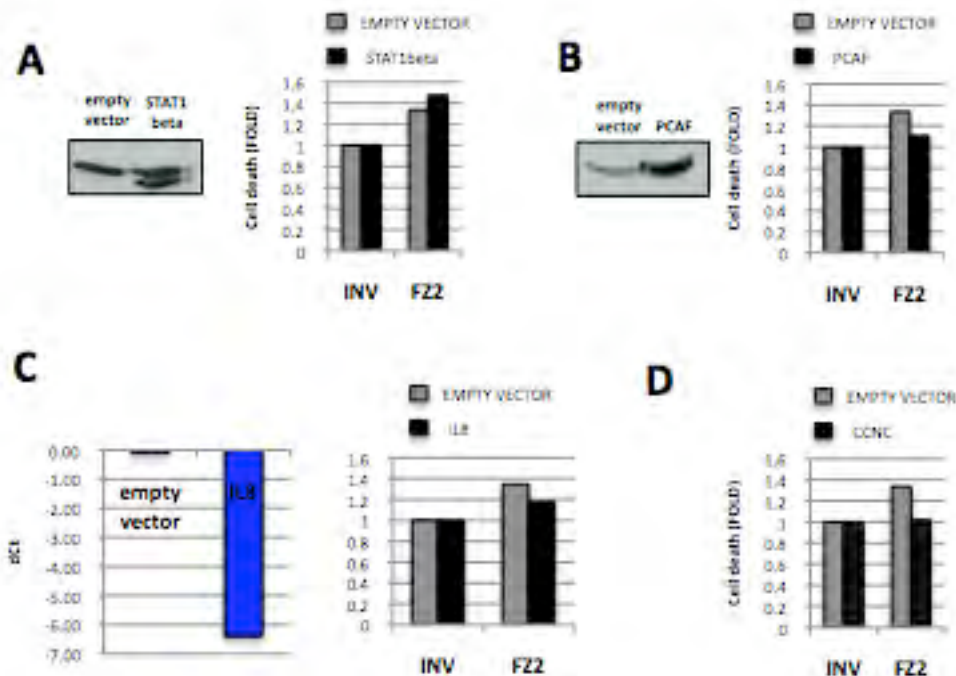 A
EMPTY VECTOR
STAT1beta
empty
vector
STAT1
beta
Cell death (FOLD)
1.6
1.4
1.2
1
0.8
0.6
0.4
0.2
0
INV
FZ2
B
EMPTY VECTOR
PCAF
empty
vector
PCAF
Cell death (FOLD)
1.6
1.4
1.2
1
0.8
0.6
0.4
0.2
0
INV
FZ2
C
0.00
-1.00
-2.00
-3.00
-4.00
-5.00
-6.00
-7.00
empty
vector
IL8
EMPTY VECTOR
IL8
1.6
1.4
1.2
1
0.8
0.6
0.4
0.2
0
INV
FZ2
D
EMPTY VECTOR
CCNC
Cell death (FOLD)
1.6
1.4
1.2
1
0.8
0.6
0.4
0.2
0
INV
FZ2